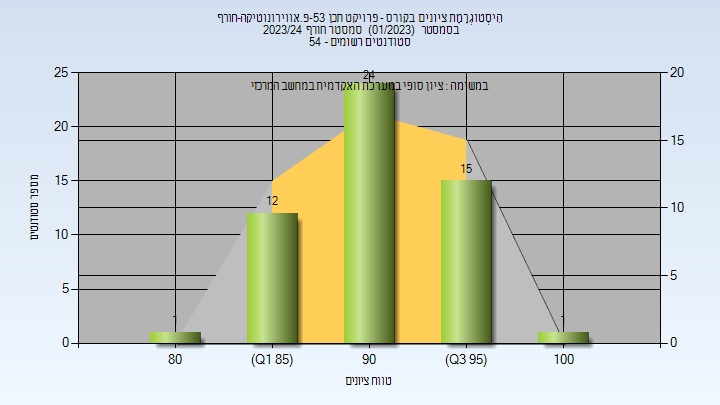 היסטוגרמת ציונים בקורס - פרויקט תכן 53-פ.אווירונוטיקה-חורף
בסמסטר (01/2023) סמסטר חורף 2023/24
סטודנטים רשומים - 54
במשימה : ציון סופי במערכת האקדמית במחשב המרכזי
25
20
15
10
5
0
20
15
10
5
0
מספר סטודנטים
1
12
24
15
1
80
(Q1 85)
90
(Q3 95)
100
טווח ציונים